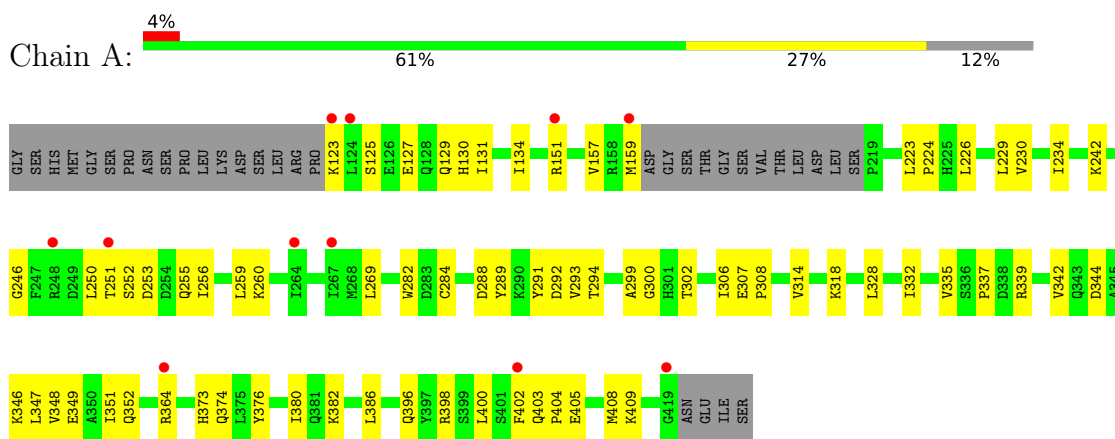 4%
Chain A:
61% 27% 12%
GLY SER HIS MET GLY SER PRO ASN SER PRO LEU LYS ASP SER LEU ARG PRO K123 L124 S125 E126 E127 Q128 Q129 H130 I131 I134 R151 V157 R158 M159 ASP GLY SER THR GLY SER VAL THR LEU ASP LEU SER P219 L223 P224 H225 L226 L229 V230 I234 K242
G246 F247 R248 D249 L250 T251 S252 D253 D254 Q255 I256 L259 K260 I264 I267 M268 L269 W282 D283 C284 D288 Y289 K290 Y291 D292 V293 T294 A299 G300 H301 T302 I306 E307 P308 V314 K318 L328 I332 V335 S336 P337 D338 R339 V342 Q343 D344 A345
K346 L347 V348 E349 A350 I351 Q352 R364 H373 Q374 L375 Y376 I380 Q381 K382 L386 Q396 Y397 R398 S399 L400 S401 F402 Q403 P404 E405 M408 K409 G419 ASN GLU ILE SER